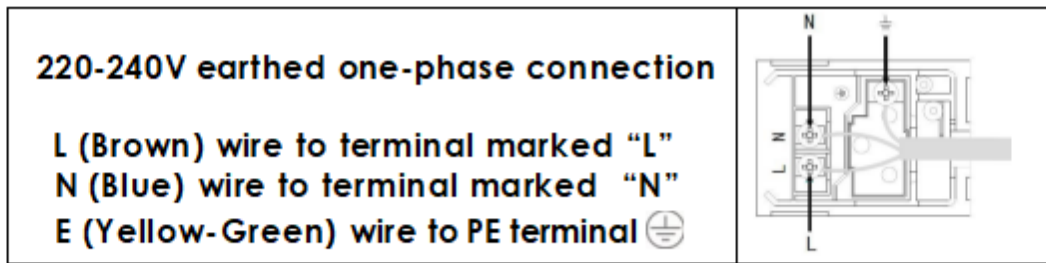 220-240V earthed one-phase connection
L (Brown) wire to terminal marked “L”
N (Blue) wire to terminal marked “N”
E (Yellow-Green) wire to PE terminal
N
N
L
L